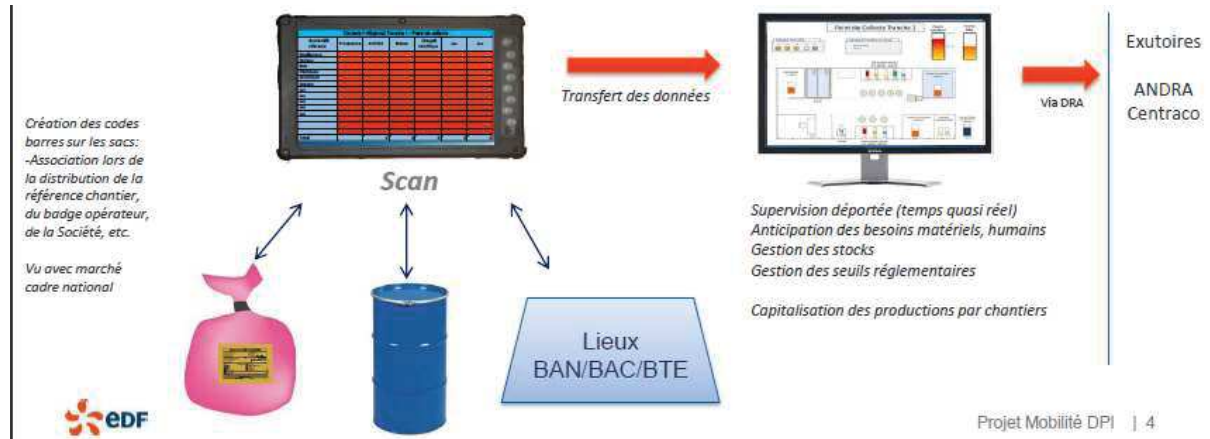 Création des codes
barres sur les sacs:
-Association lors de
la distribution de la
référence chantier,
du badge opérateur,
de la Société, etc.
Vu avec marché
cadre national
Scan
Lieux
BAN/BAC/BTE
Transfert des données
Supervision déportée (temps quasi réel)
Anticipation des besoins matériels, humains
Gestion des stocks
Gestion des seuils réglementaires
Capitalisation des productions par chantiers
Via DRA
Exutoires
ANDRA
Centraco
edf
Projet Mobilité DPI | 4